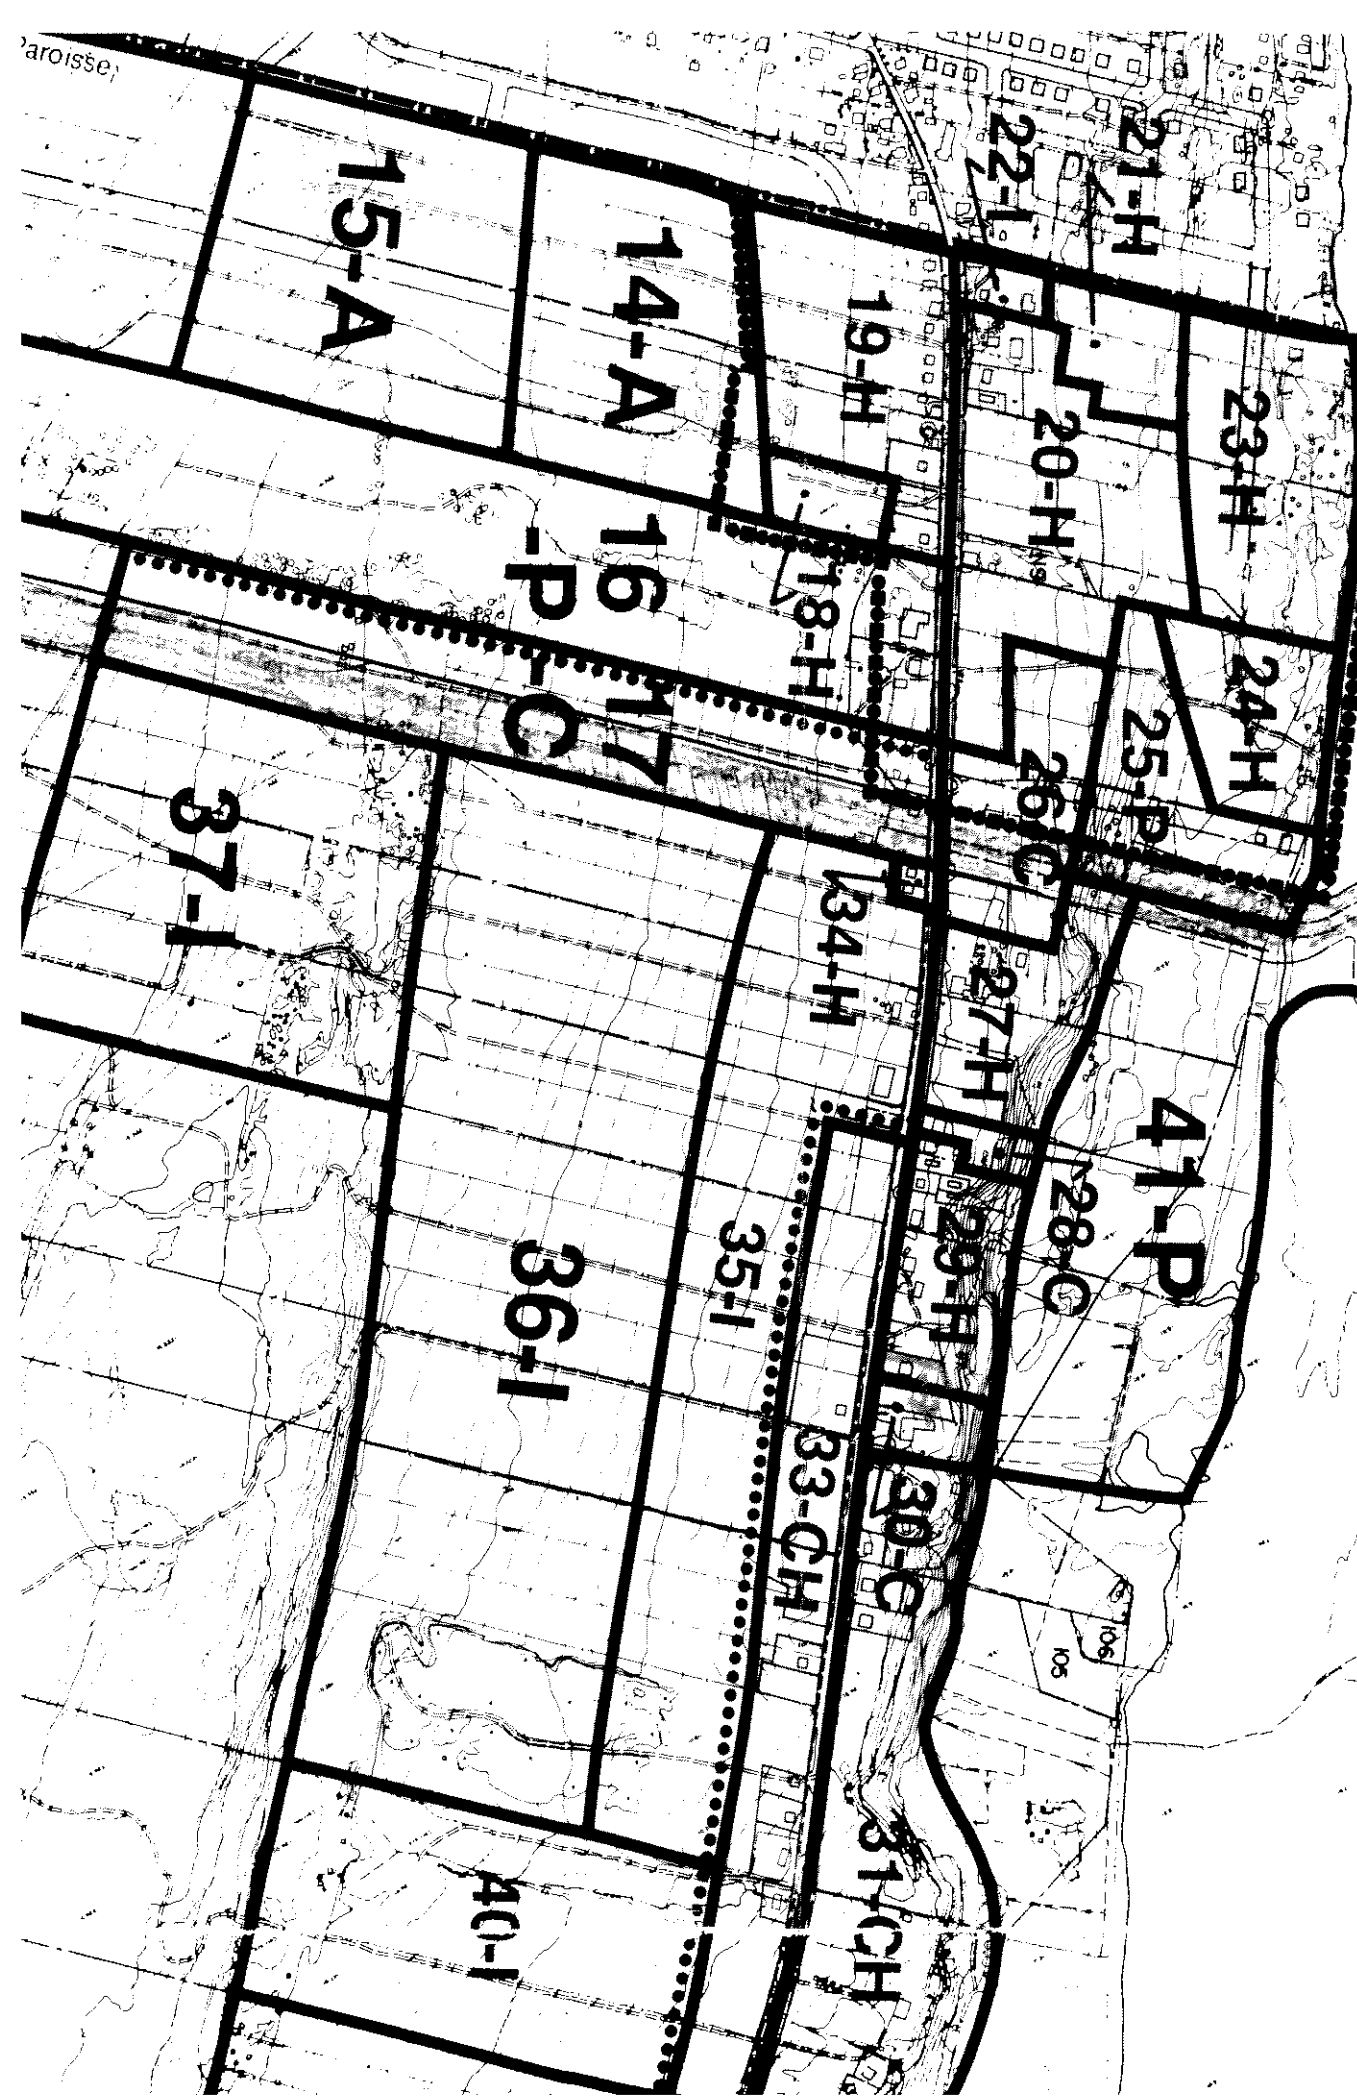 Paroisse)
15-A
14-A
19-H
22-I
21-H
23-H
20-H
18-H
16-P
17-C
24-H
25-P
26-C
37-I
34-H
27-H
41-P
28-C
29-H
35-I
36-I
33-CH
30-C
106
105
31-CH
40-I